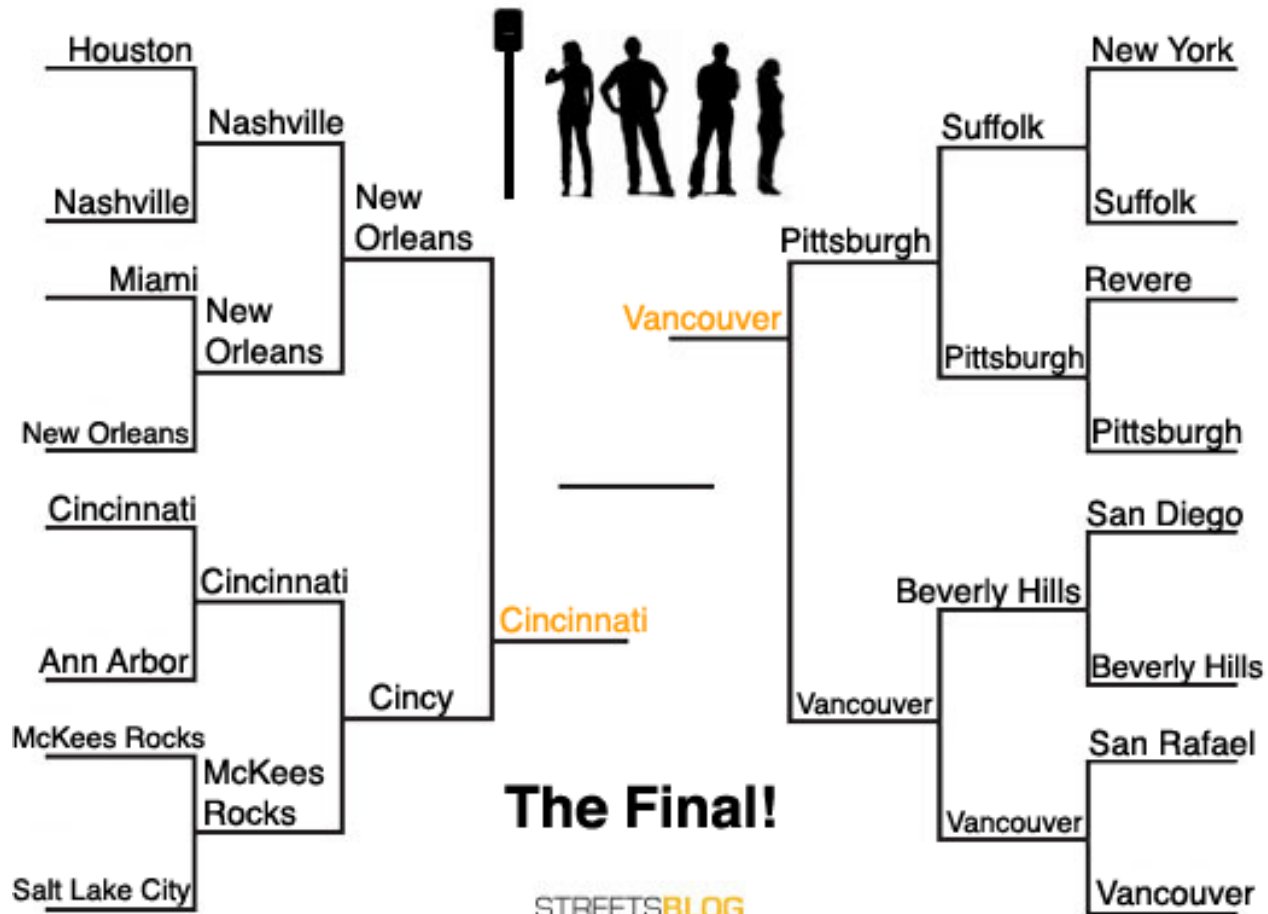 Houston
Nashville
Nashville
Miami
New
Orleans
New Orleans
New
Orleans
Cincinnati
Cincinnati
Ann Arbor
McKees Rocks
McKees
Rocks
Salt Lake City
Cincy
Cincinnati
Vancouver
Pittsburgh
Suffolk
New York
Suffolk
Revere
Pittsburgh
Pittsburgh
San Diego
Beverly Hills
Beverly Hills
Vancouver
San Rafael
Vancouver
Vancouver
The Final!
STREETSBLOG